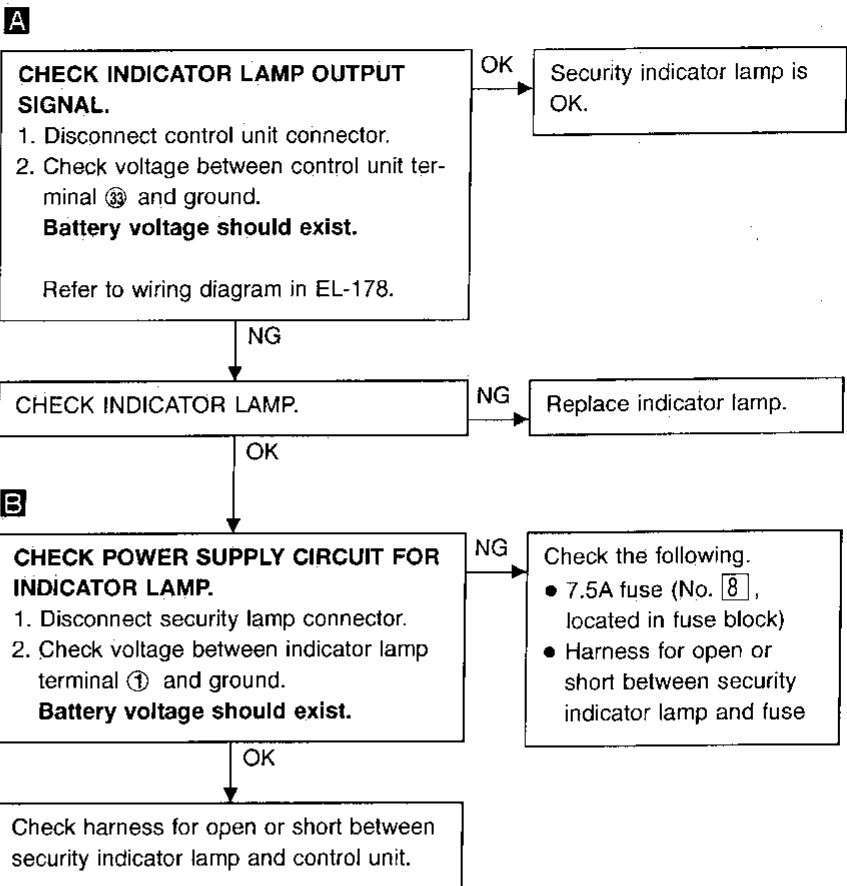 A
CHECK INDICATOR LAMP OUTPUT
SIGNAL.
1. Disconnect control unit connector.
2. Check voltage between control unit ter-
minal ㉝ and ground.
Battery voltage should exist.
Refer to wiring diagram in EL-178.
OK
Security indicator lamp is
OK.
NG
CHECK INDICATOR LAMP.
NG
Replace indicator lamp.
OK
B
CHECK POWER SUPPLY CIRCUIT FOR
INDICATOR LAMP.
1. Disconnect security lamp connector.
2. Check voltage between indicator lamp
terminal ① and ground.
Battery voltage should exist.
NG
Check the following.
● 7.5A fuse (No. 8 ,
located in fuse block)
● Harness for open or
short between security
indicator lamp and fuse
OK
Check harness for open or short between
security indicator lamp and control unit.